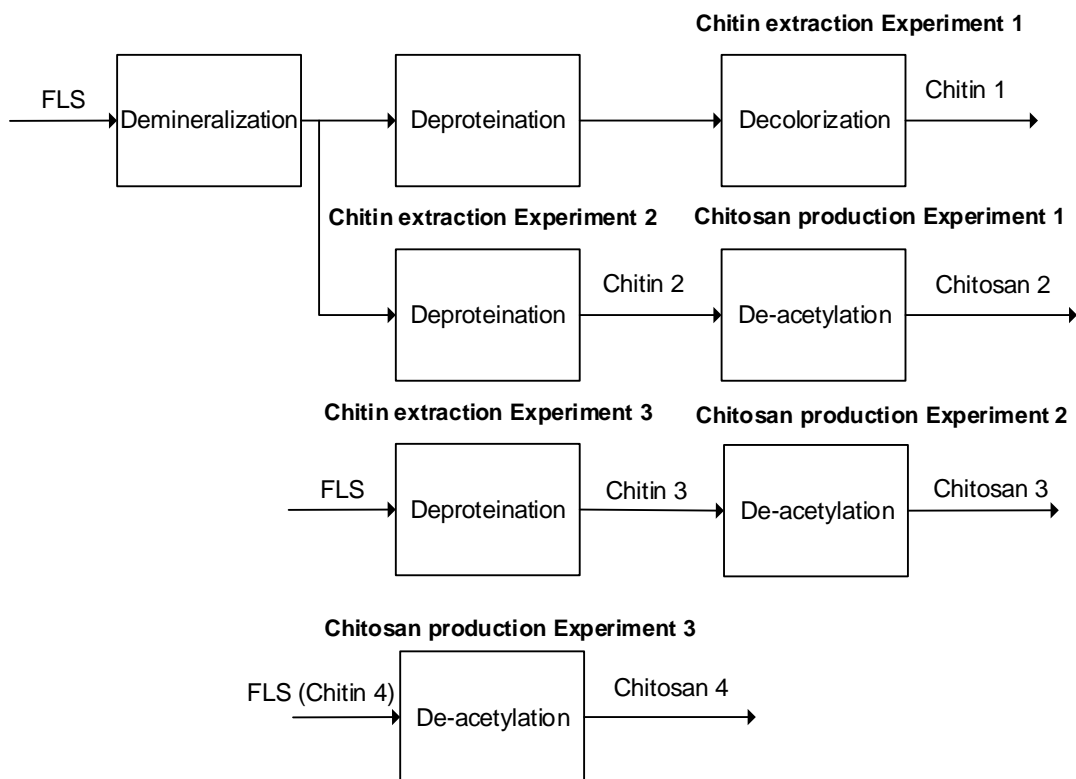 Chitin extraction Experiment 1
FLS
Demineralization
Deproteination
Decolorization
Chitin 1
Chitin extraction Experiment 2
Chitosan production Experiment 1
Deproteination
Chitin 2
De-acetylation
Chitosan 2
Chitin extraction Experiment 3
Chitosan production Experiment 2
FLS
Deproteination
Chitin 3
De-acetylation
Chitosan 3
Chitosan production Experiment 3
FLS (Chitin 4)
De-acetylation
Chitosan 4